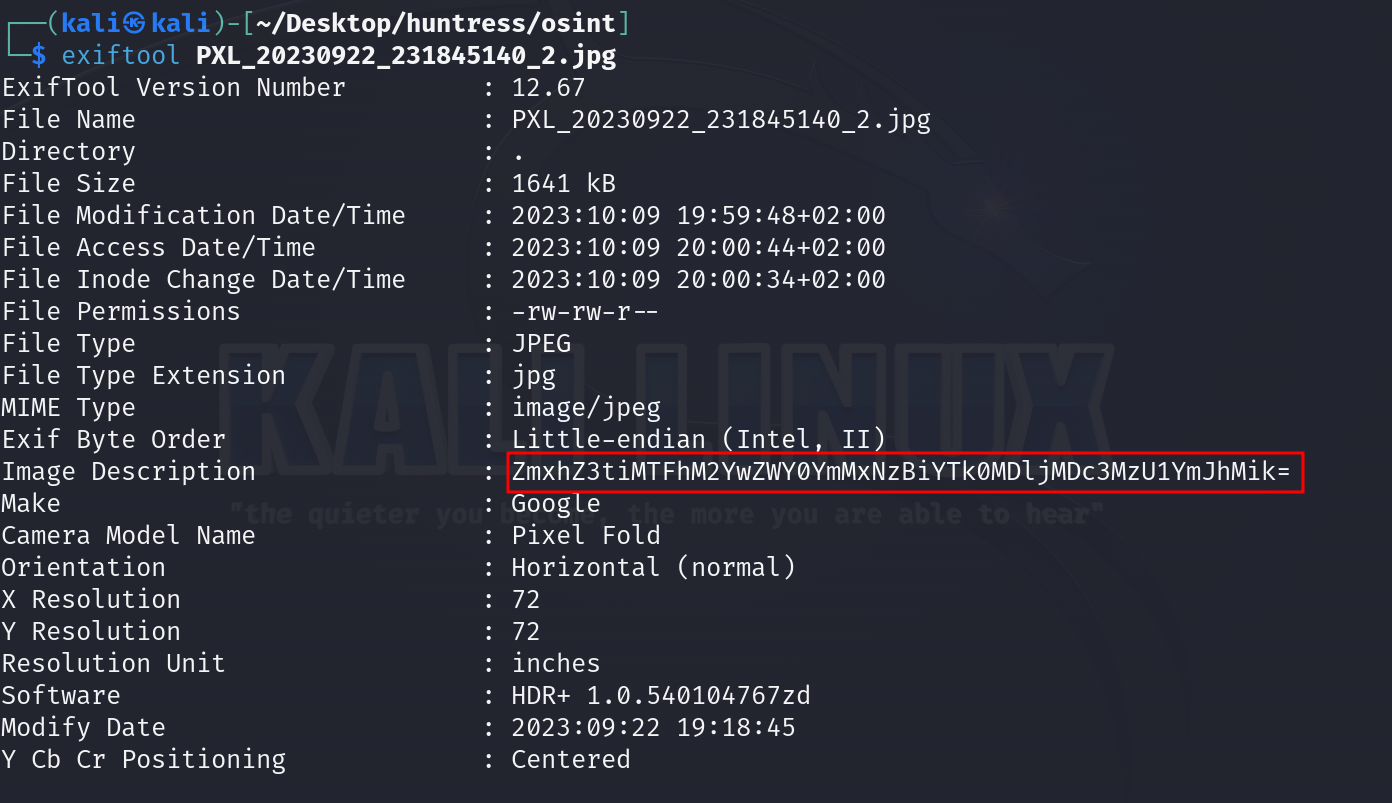 ┌──(kali㉿kali)-[~/Desktop/huntress/osint]
└─$ exiftool PXL_20230922_231845140_2.jpg
ExifTool Version Number         : 12.67
File Name                       : PXL_20230922_231845140_2.jpg
Directory                       : .
File Size                       : 1641 kB
File Modification Date/Time     : 2023:10:09 19:59:48+02:00
File Access Date/Time           : 2023:10:09 20:00:44+02:00
File Inode Change Date/Time     : 2023:10:09 20:00:34+02:00
File Permissions                : -rw-rw-r--
File Type                       : JPEG
File Type Extension             : jpg
MIME Type                       : image/jpeg
Exif Byte Order                 : Little-endian (Intel, II)
Image Description               : ZmxhZ3tiMTFhM2YwZWY0YmMxNzBiYTk0MDljMDc3MzU1YmJhMik=
Make                            : Google
Camera Model Name               : Pixel Fold
Orientation                     : Horizontal (normal)
X Resolution                    : 72
Y Resolution                    : 72
Resolution Unit                 : inches
Software                        : HDR+ 1.0.540104767zd
Modify Date                     : 2023:09:22 19:18:45
Y Cb Cr Positioning             : Centered
KALI LINUX
"the quieter you become, the more you are able to hear"